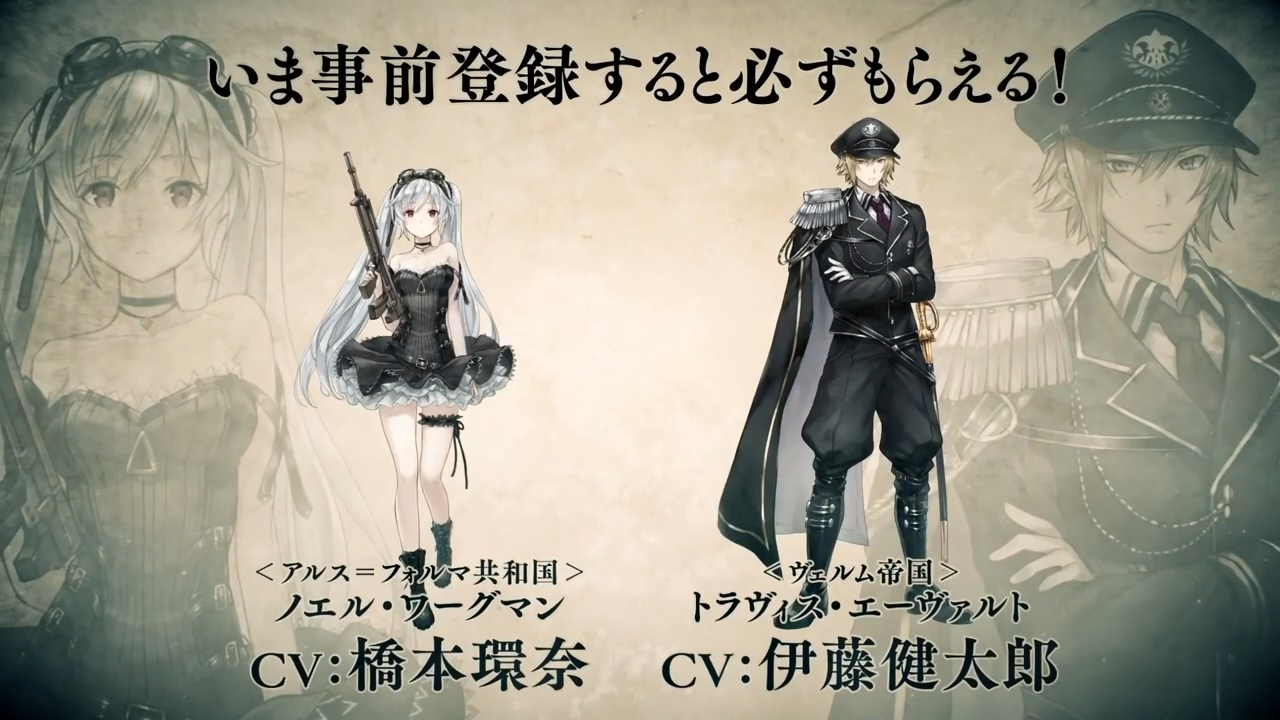 いま事前登録すると必ずもらえる！
＜アルス＝フォルマ共和国＞
ノエル・ワーグマン
CV：橋本環奈
＜ヴェルム帝国＞
トラヴィス・エーヴァルト
CV：伊藤健太郎